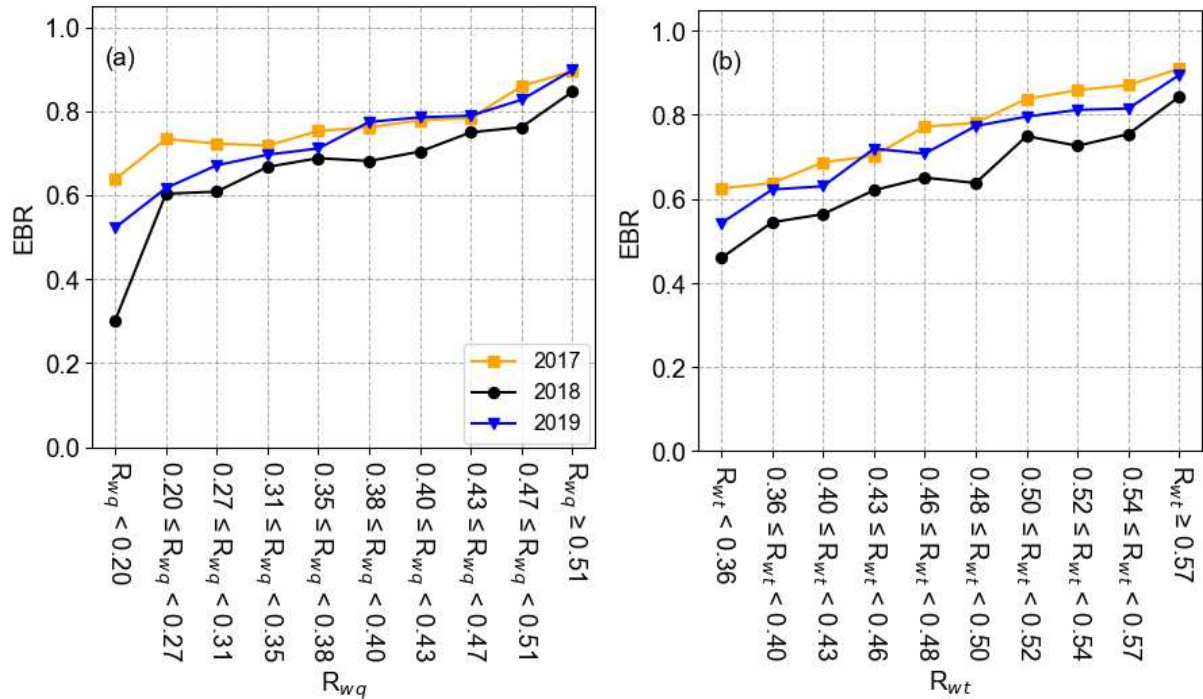 (a)
EBR
1.0
0.8
0.6
0.4
0.2
0.0
2017
2018
2019
R_wq < 0.20
0.20 ≤ R_wq < 0.27
0.27 ≤ R_wq < 0.31
0.31 ≤ R_wq < 0.35
0.35 ≤ R_wq < 0.38
0.38 ≤ R_wq < 0.40
0.40 ≤ R_wq < 0.43
0.43 ≤ R_wq < 0.47
0.47 ≤ R_wq < 0.51
R_wq ≥ 0.51
R_wq
(b)
EBR
1.0
0.8
0.6
0.4
0.2
0.0
R_wt < 0.36
0.36 ≤ R_wt < 0.40
0.40 ≤ R_wt < 0.43
0.43 ≤ R_wt < 0.46
0.46 ≤ R_wt < 0.48
0.48 ≤ R_wt < 0.50
0.50 ≤ R_wt < 0.52
0.52 ≤ R_wt < 0.54
0.54 ≤ R_wt < 0.57
R_wt ≥ 0.57
R_wt